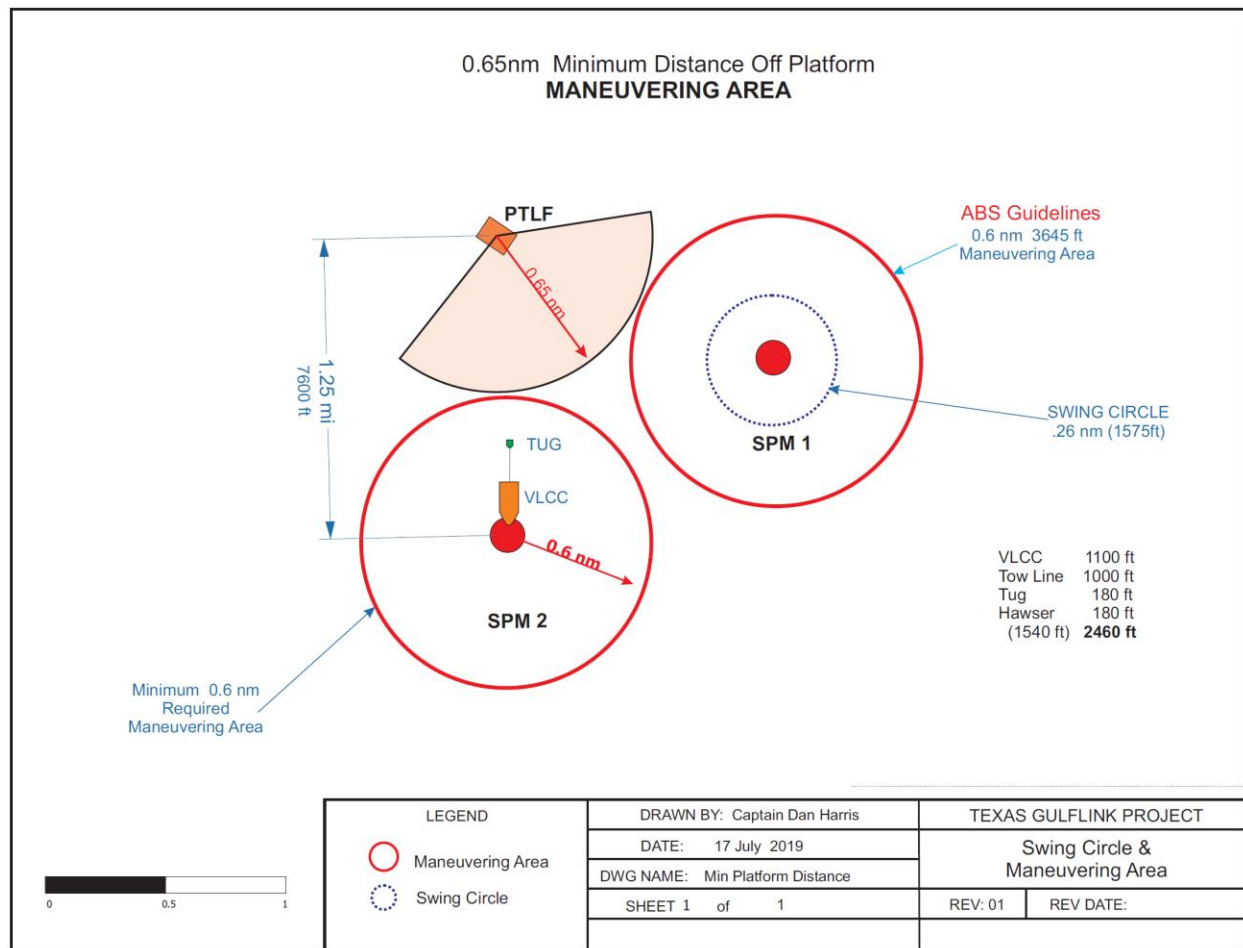 0.65nm Minimum Distance Off Platform
MANEUVERING AREA
PTLF
0.65 nm
1.25 mi
7600 ft
ABS Guidelines
0.6 nm 3645 ft
Maneuvering Area
SWING CIRCLE
.26 nm (1575ft)
SPM 1
TUG
VLCC
0.6 nm
SPM 2
VLCC 1100 ft
Tow Line 1000 ft
Tug 180 ft
Hawser 180 ft
(1540 ft) 2460 ft
Minimum 0.6 nm
Required
Maneuvering Area
0 0.5 1
LEGEND
Maneuvering Area
Swing Circle
DRAWN BY: Captain Dan Harris
DATE: 17 July 2019
DWG NAME: Min Platform Distance
SHEET 1 of 1
TEXAS GULFLINK PROJECT
Swing Circle &
Maneuvering Area
REV: 01 REV DATE: